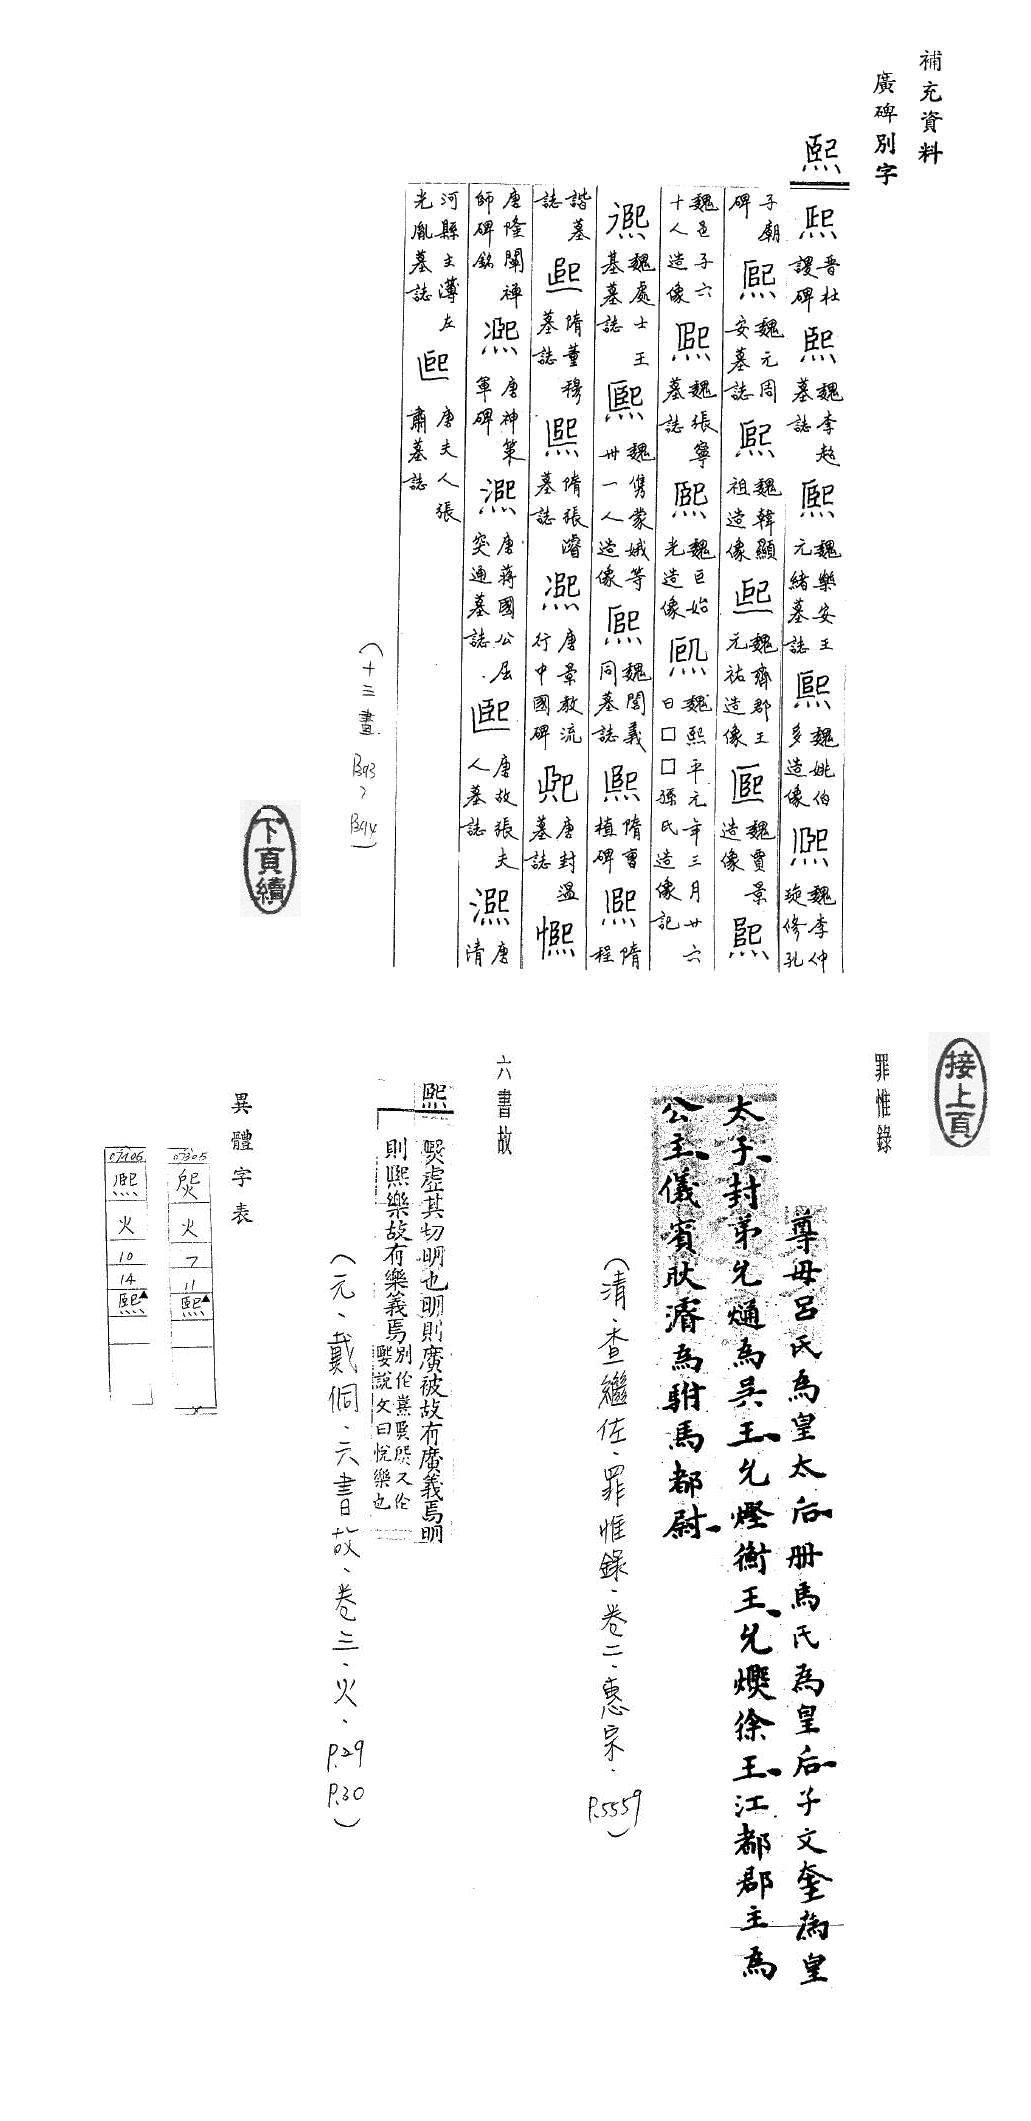 補充資料
廣碑別字
熙
熙 晉杜謖碑 熙 魏李超墓誌 熙 魏樂安王元緒墓誌 熙 魏姚伯多造像 熙 魏李仲琁修孔
子廟碑 熙 魏元周安墓誌 熙 魏韓顯祖造像 熙 魏齊郡王元祐造像 熙 魏賈景造像 熙
魏邑子六十人造像 熙 魏張寧墓誌 熙 魏巨始光造像 熙 魏熙平元年三月廿六日□□孫氏造像記
熙 魏處士王基墓誌 熙 魏雋蒙娥等卅一人造像 熙 魏閭義同墓誌 熙 隋曹植碑 熙 隋程
諧墓誌 熙 隋董穆墓誌 熙 隋張濬墓誌 熙 唐景教流行中國碑 熙 唐封溫墓誌 熙
唐隆闡禪師碑銘 熙 唐神策軍碑 熙 唐蔣國公屈突通墓誌 熙 唐故張夫人墓誌 熙 唐清
河縣主薄左光胤墓誌 熙 唐夫人張肅墓誌
(十三畫 B93、B94)
下頁續
接上頁
罪惟錄
尊母呂氏為皇太后冊馬氏為皇后子文奎為皇
太子封弟允熥為吳王允熞衡王允㷿徐王江都郡主為
公主儀賓耿濬為駙馬都尉
(清.查繼佐.罪惟錄.卷二.惠宗.P.5559)
六書故
熙
熙虛其切明也明則廣被故有廣義焉明
則熙樂故有樂義焉
說文曰悅樂也
(元、戴侗、六書故、卷三、火、P.29 P.30)
異體字表
07305
火
7
11
熙▲
07105
熙
火
10
14
熙▲